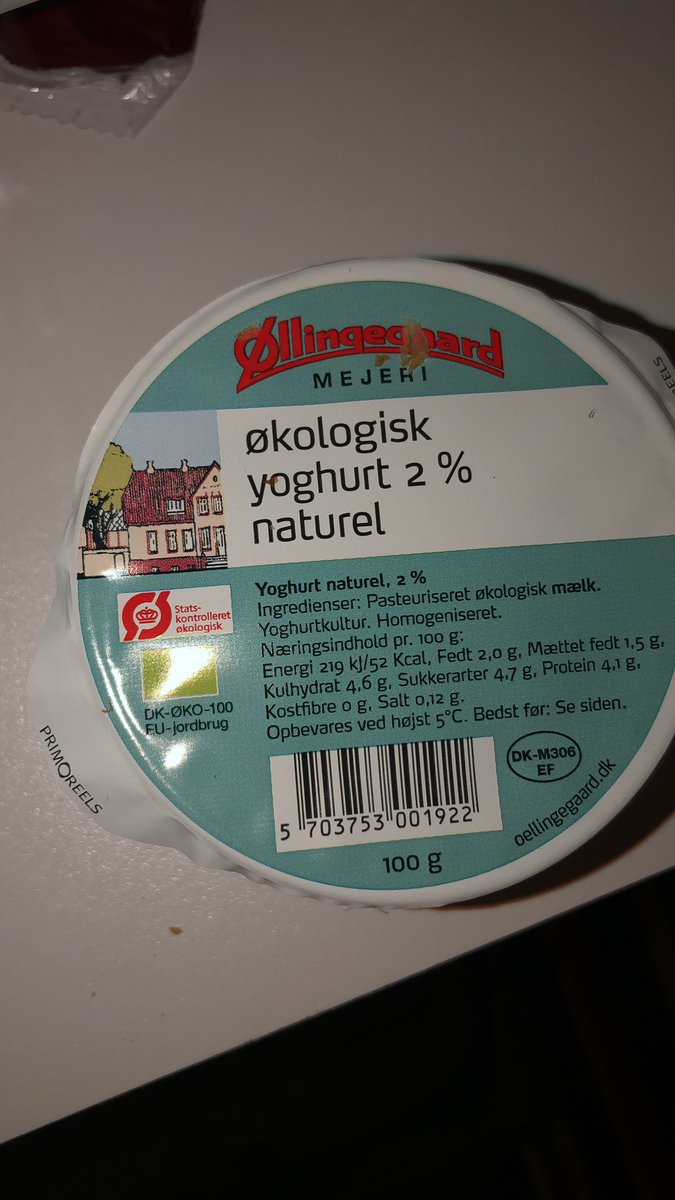 Øllingegaard
MEJERI
økologisk
yoghurt 2 %
naturel
Yoghurt naturel, 2 %
Ingredienser: Pasteuriseret økologisk mælk.
Yoghurtkultur. Homogeniseret.
Næringsindhold pr. 100 g:
Energi 219 kJ/52 Kcal, Fedt 2,0 g, Mættet fedt 1,5 g,
Kulhydrat 4,6 g, Sukkerarter 4,7 g, Protein 4,1 g,
Kostfibre 0 g, Salt 0,12 g.
Opbevares ved højst 5°C. Bedst før: Se siden.
Ø
Stats-
kontrolleret
økologisk
DK-ØKO-100
EU-jordbrug
DK-M306
EF
5 703753 001922
100 g
oellingegaard.dk
PRIMOREELS
REELS